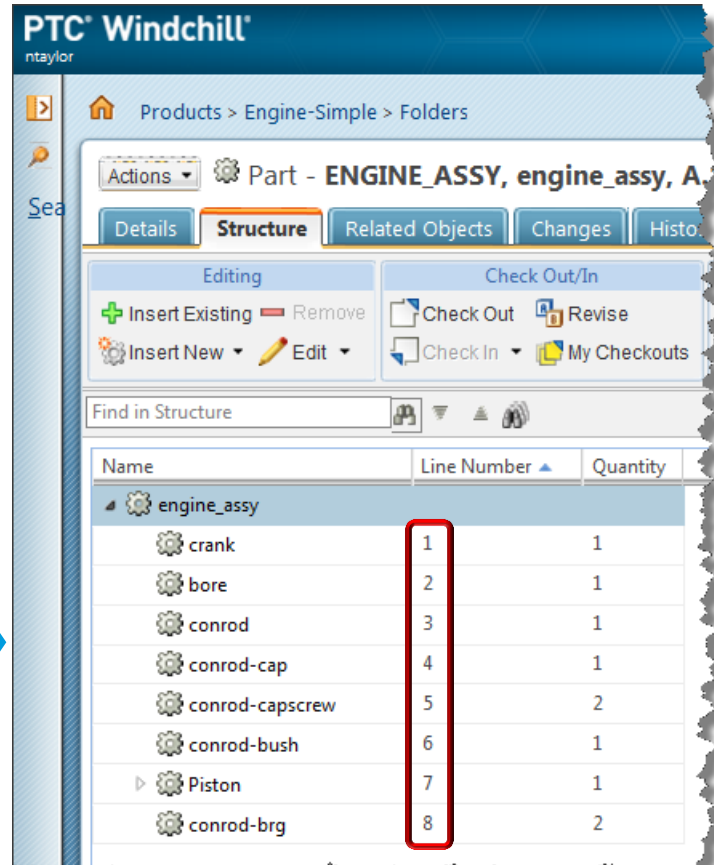 PTC® Windchill®
ntaylor
Products > Engine-Simple > Folders
Sea
Actions
Part - ENGINE_ASSY, engine_assy, A.
Details Structure Related Objects Changes Histo
Editing Check Out/In
Insert Existing Remove Check Out Revise
Insert New Edit Check In My Checkouts
Find in Structure
Name Line Number Quantity
engine_assy
crank 1 1
bore 2 1
conrod 3 1
conrod-cap 4 1
conrod-capscrew 5 2
conrod-bush 6 1
Piston 7 1
conrod-brg 8 2